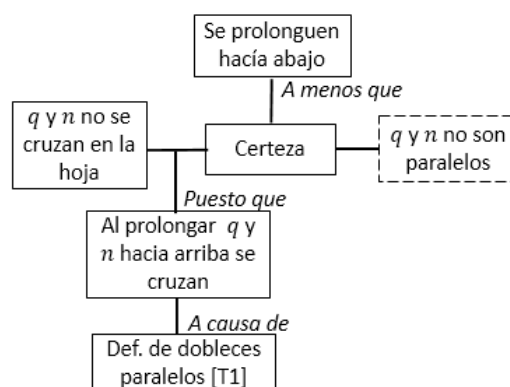 Se prolonguen
hacía abajo
A menos que
q y n no se
cruzan en la
hoja
Certeza
q y n no son
paralelos
Puesto que
Al prolongar q y
n hacia arriba se
cruzan
A causa de
Def. de dobleces
paralelos [T1]